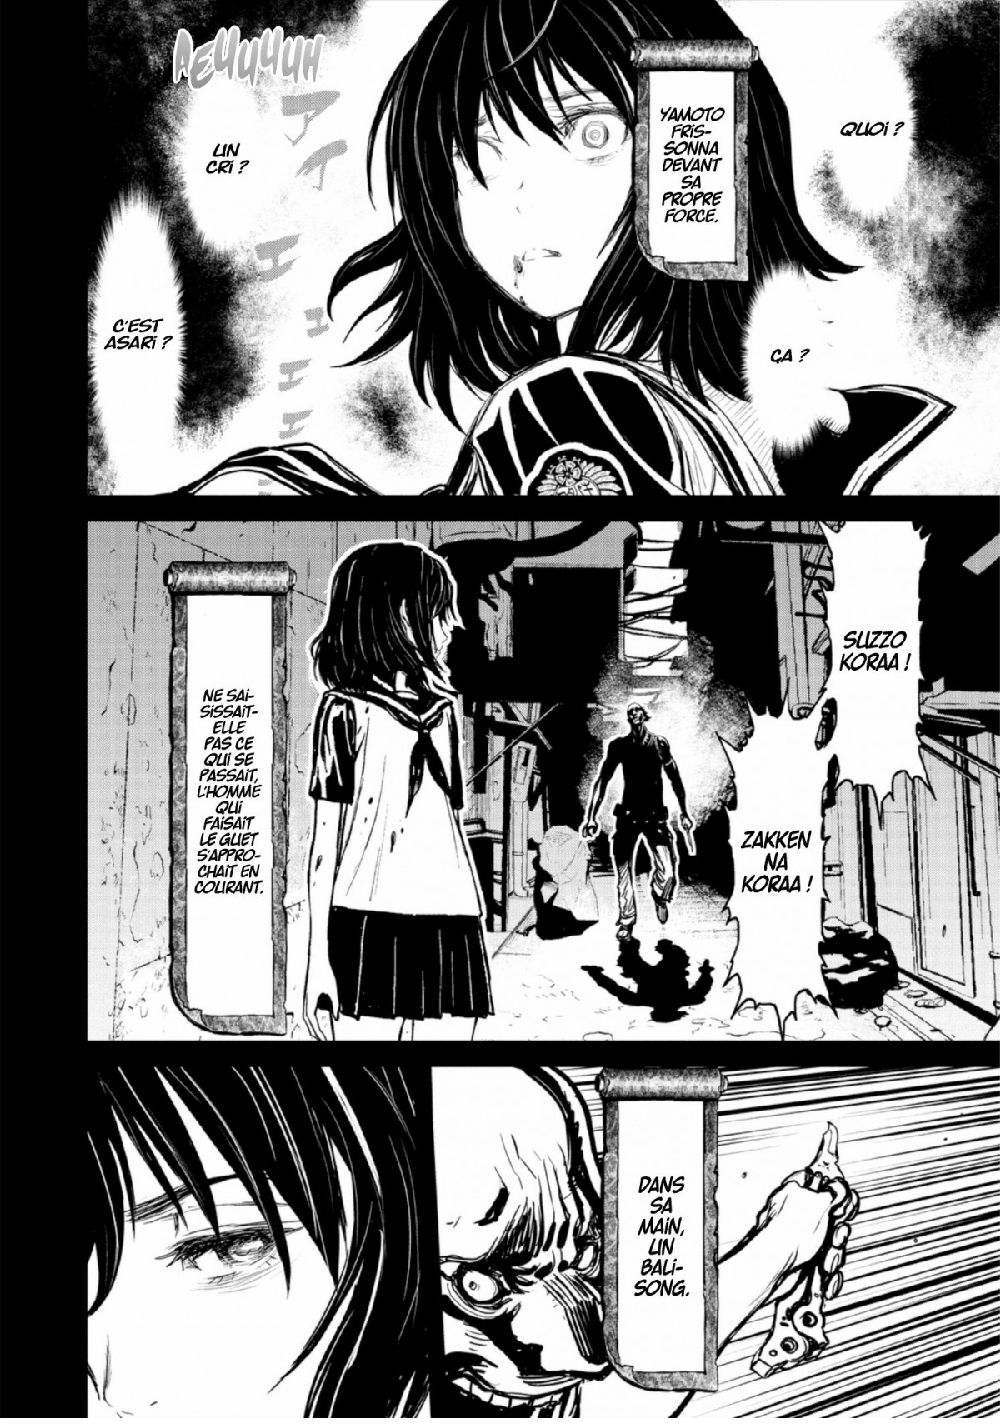 QUOI ?
YAMOTO
FRIS-
SONNA
DEVANT
SA
PROPRE
FORCE.
ÇA ?
AEUUUUH
アイエエエエ
UN
CRI ?
C'EST
ASARI ?
SUZZO
KORAA !
ZAKKEN
NA
KORAA !
NE SAI-
SISSAIT-
ELLE
PAS CE
QUI SE
PASSAIT,
L'HOMME
QUI
FAISAIT
LE GUET
S'APPRO-
CHAIT EN
COURANT.
DANS
SA
MAIN,
UN
BALI-
SONG.